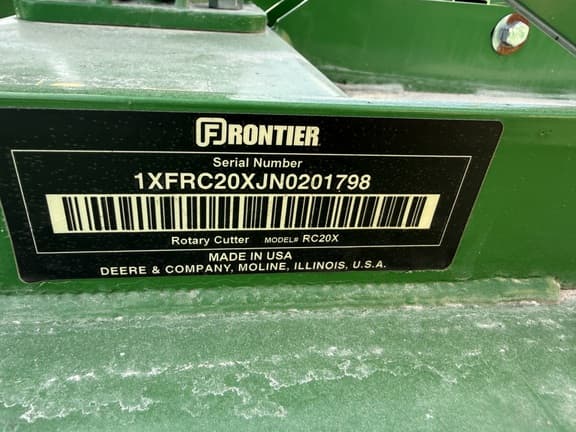 FRONTIER
Serial Number
1XFRC20XJN0201798
Rotary Cutter MODEL# RC20X
MADE IN USA
DEERE & COMPANY, MOLINE, ILLINOIS, U.S.A.